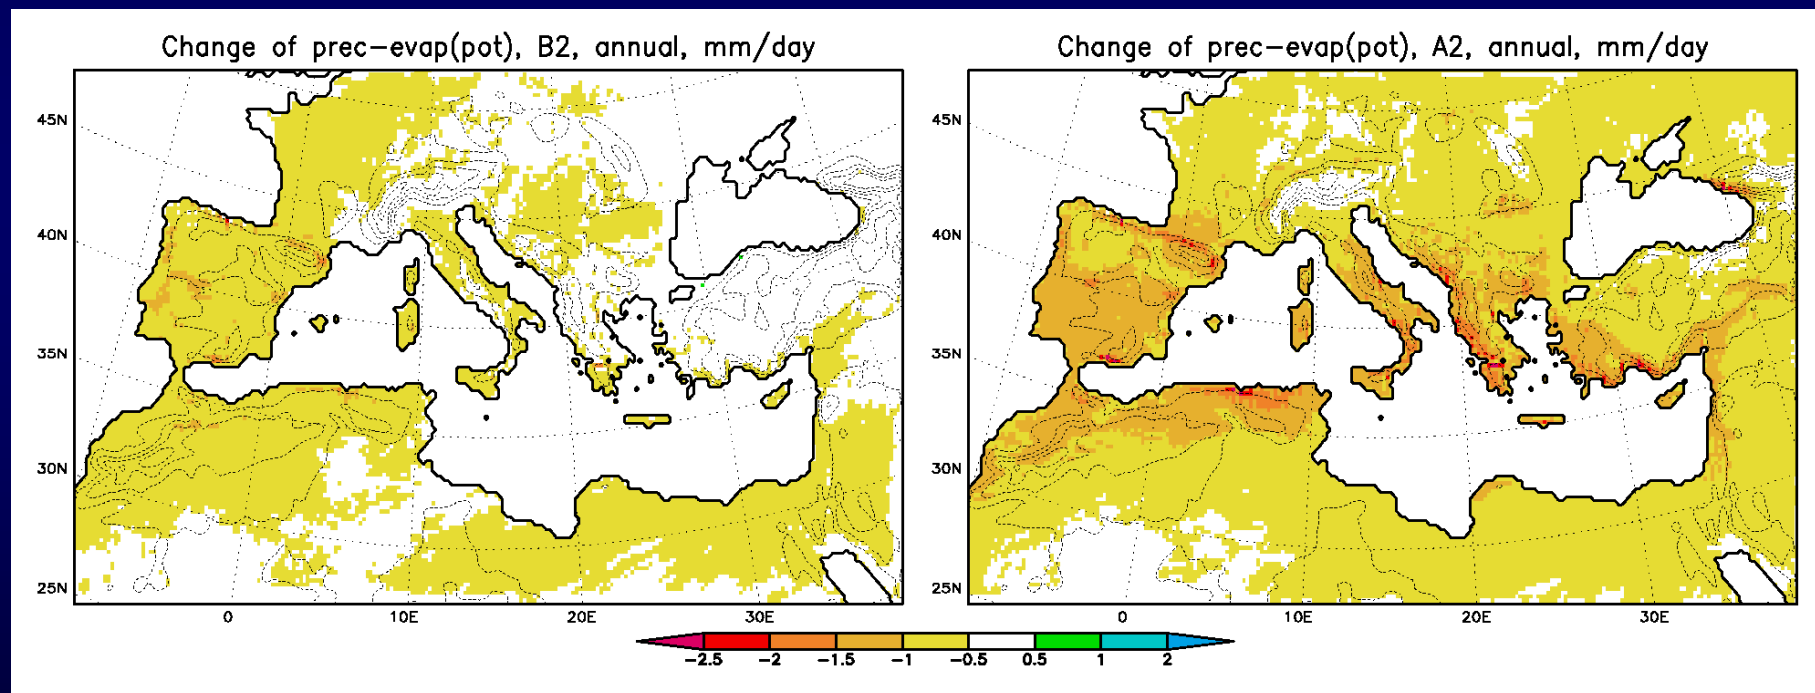 Change of prec-evap(pot), B2, annual, mm/day
Change of prec-evap(pot), A2, annual, mm/day
45N
40N
35N
30N
25N
0
10E
20E
30E
45N
40N
35N
30N
25N
0
10E
20E
30E
-2.5
-2
-1.5
-1
-0.5
0.5
1
2